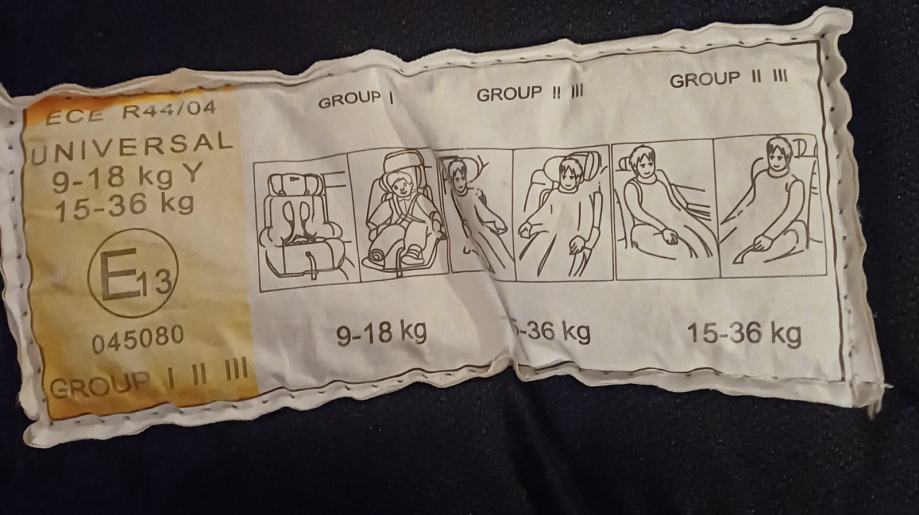 ECE R44/04
UNIVERSAL
9-18 kg Y
15-36 kg
E13
045080
GROUP I II III
GROUP I
9-18 kg
GROUP II III
-36 kg
GROUP II III
15-36 kg